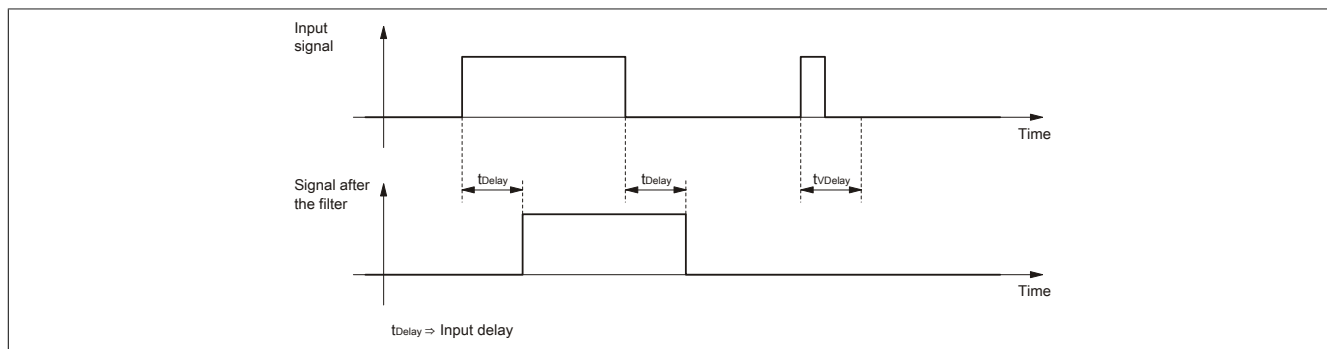 Input
signal
Time
tDelay
tDelay
tVDelay
Signal after
the filter
Time
tDelay ⇒ Input delay